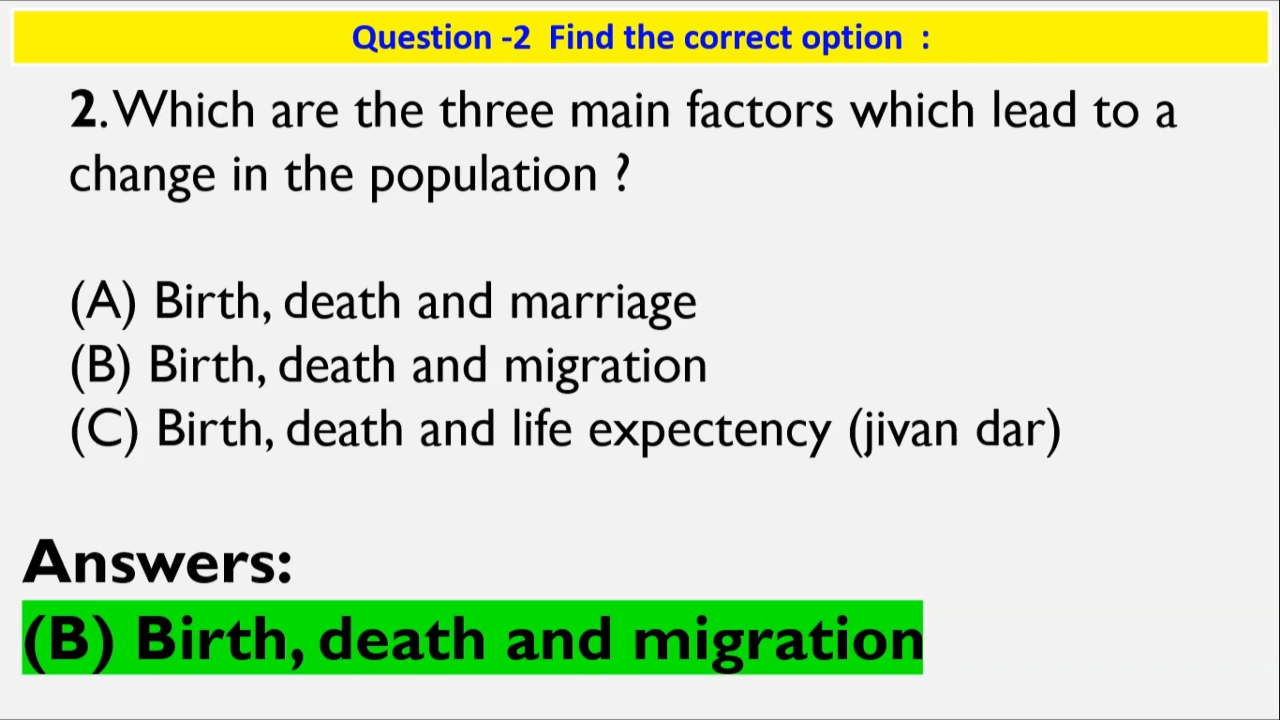 Question -2 Find the correct option :
2. Which are the three main factors which lead to a
change in the population ?
(A) Birth, death and marriage
(B) Birth, death and migration
(C) Birth, death and life expectency (jivan dar)
Answers:
(B) Birth, death and migration